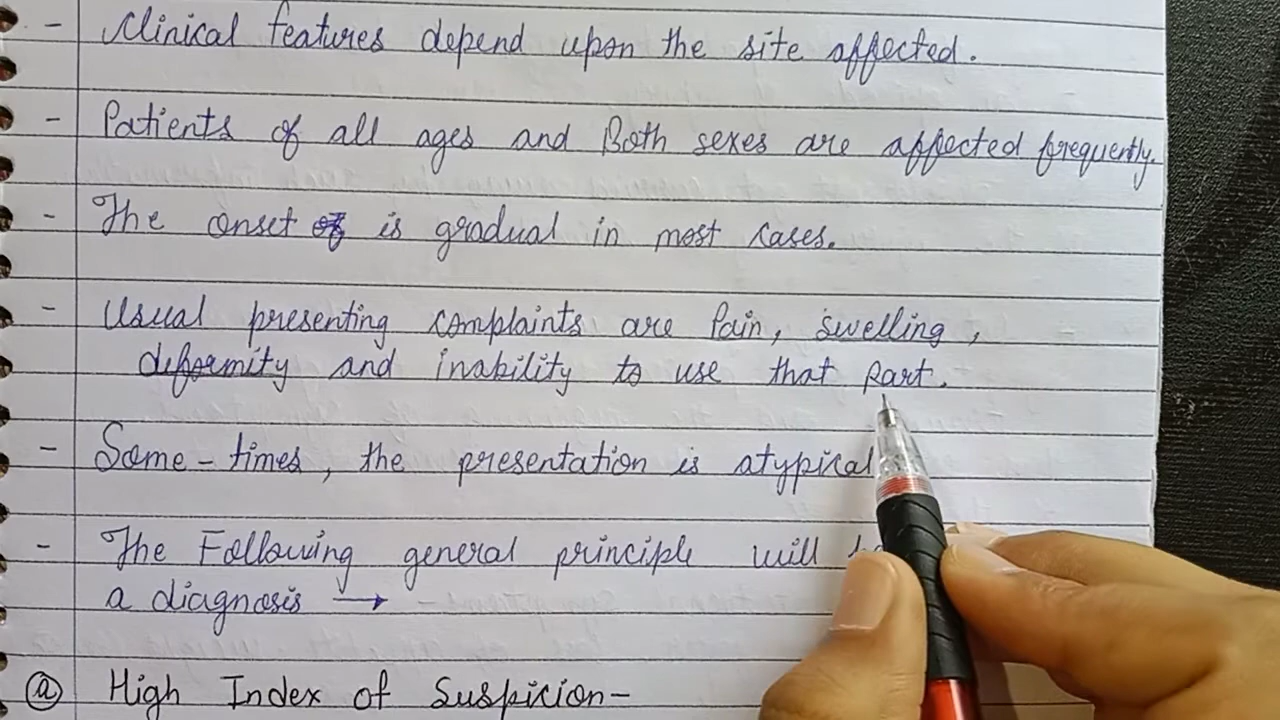 - Clinical features depend upon the site affected.
- Patients of all ages and Both sexes are affected frequently.
- The onset is gradual in most cases.
- Usual presenting complaints are Pain, swelling,
deformity and inability to use that Part.
- Some-times, the presentation is atypical
- The Following general principle will
a diagnosis → -
ⓐ High Index of Suspicion-